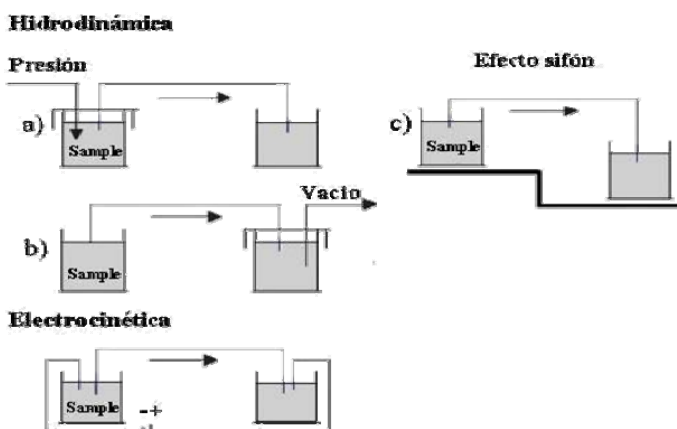 Hidrodinámica
Presión
a)
Sample
Efecto sifón
c)
Sample
Vacio
b)
Sample
Electrocinética
Sample
-+